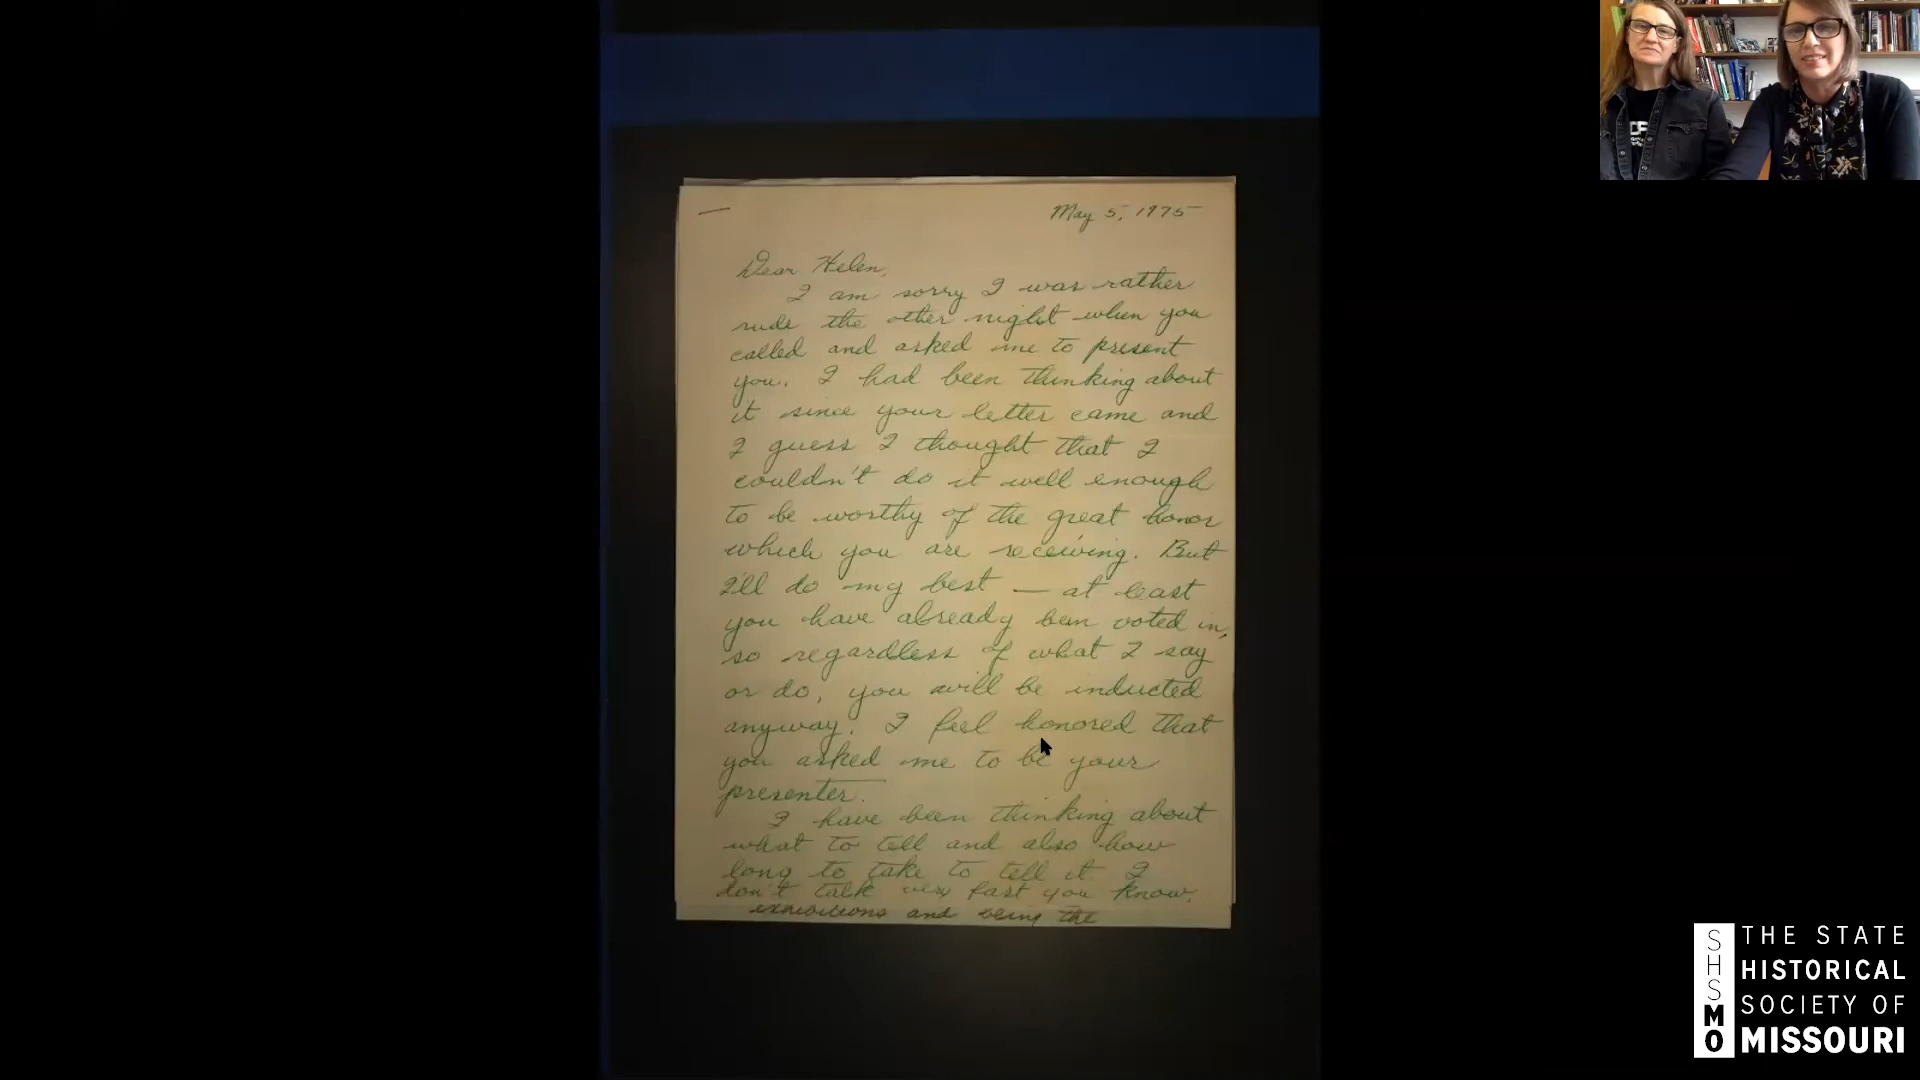 May 5, 1975
Dear Helen,
I am sorry I was rather
rude the other night when you
called and asked me to present
you. I had been thinking about
it since your letter came and
I guess I thought that I
couldn't do it well enough
to be worthy of the great honor
which you are receiving. But
I'll do my best — at least
you have already been voted in,
so regardless of what I say
or do, you will be inducted
anyway. I feel honored that
you asked me to be your
presenter.
I have been thinking about
what to tell and also how
long to take to tell it I
don't talk very fast you know.
exhibitions and being the
SHSMO
THE STATE
HISTORICAL
SOCIETY OF
MISSOURI